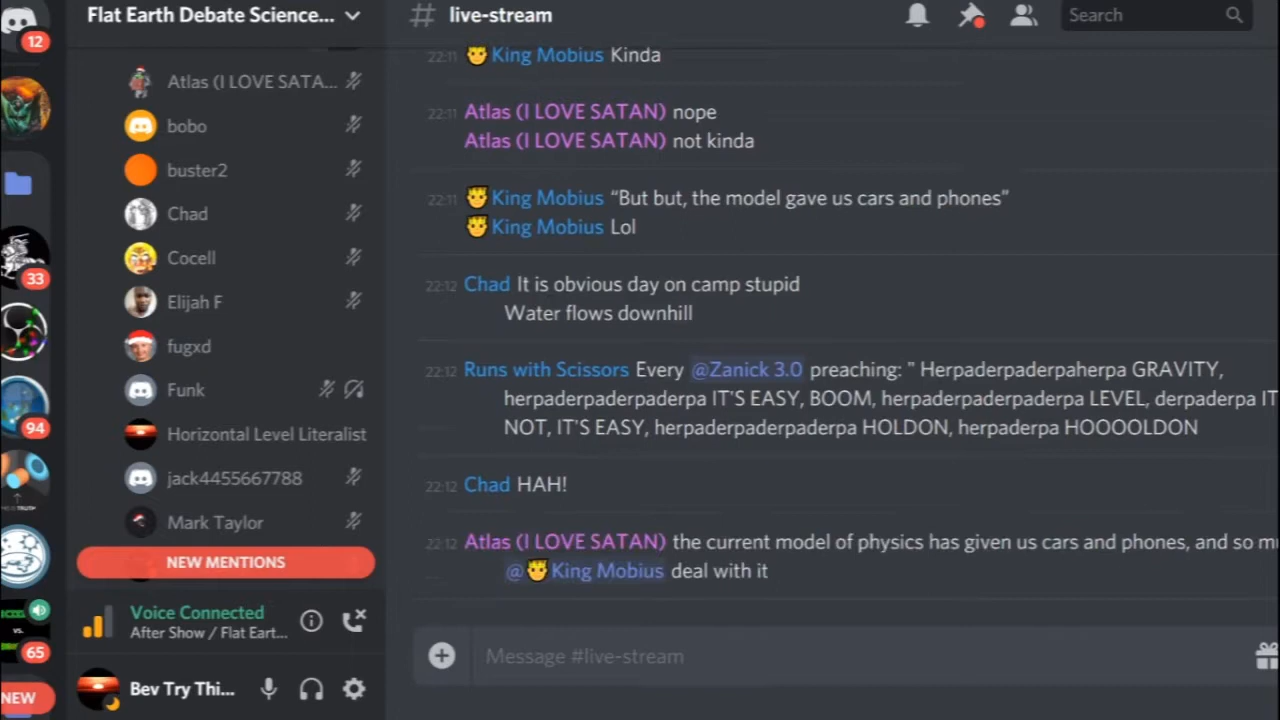 Flat Earth Debate Science...
live-stream
Search
12
33
94
65
NEW
Atlas (I LOVE SATA...
bobo
buster2
Chad
Cocell
Elijah F
fugxd
Funk
Horizontal Level Literalist
jack4455667788
Mark Taylor
NEW MENTIONS
Voice Connected
After Show / Flat Eart...
Bev Try Thi...
22:11 King Mobius Kinda
22:11 Atlas (I LOVE SATAN) nope
Atlas (I LOVE SATAN) not kinda
22:11 King Mobius “But but, the model gave us cars and phones”
King Mobius Lol
22:12 Chad It is obvious day on camp stupid
Water flows downhill
22:12 Runs with Scissors Every @Zanick 3.0 preaching: " Herpaderpaderpaherpa GRAVITY,
herpaderpaderpaderpa IT'S EASY, BOOM, herpaderpaderpaderpa LEVEL, derpaderpa IT
NOT, IT'S EASY, herpaderpaderpaderpa HOLDON, herpaderpa HOOOOLDON
22:12 Chad HAH!
22:12 Atlas (I LOVE SATAN) the current model of physics has given us cars and phones, and so m
@King Mobius deal with it
Message #live-stream